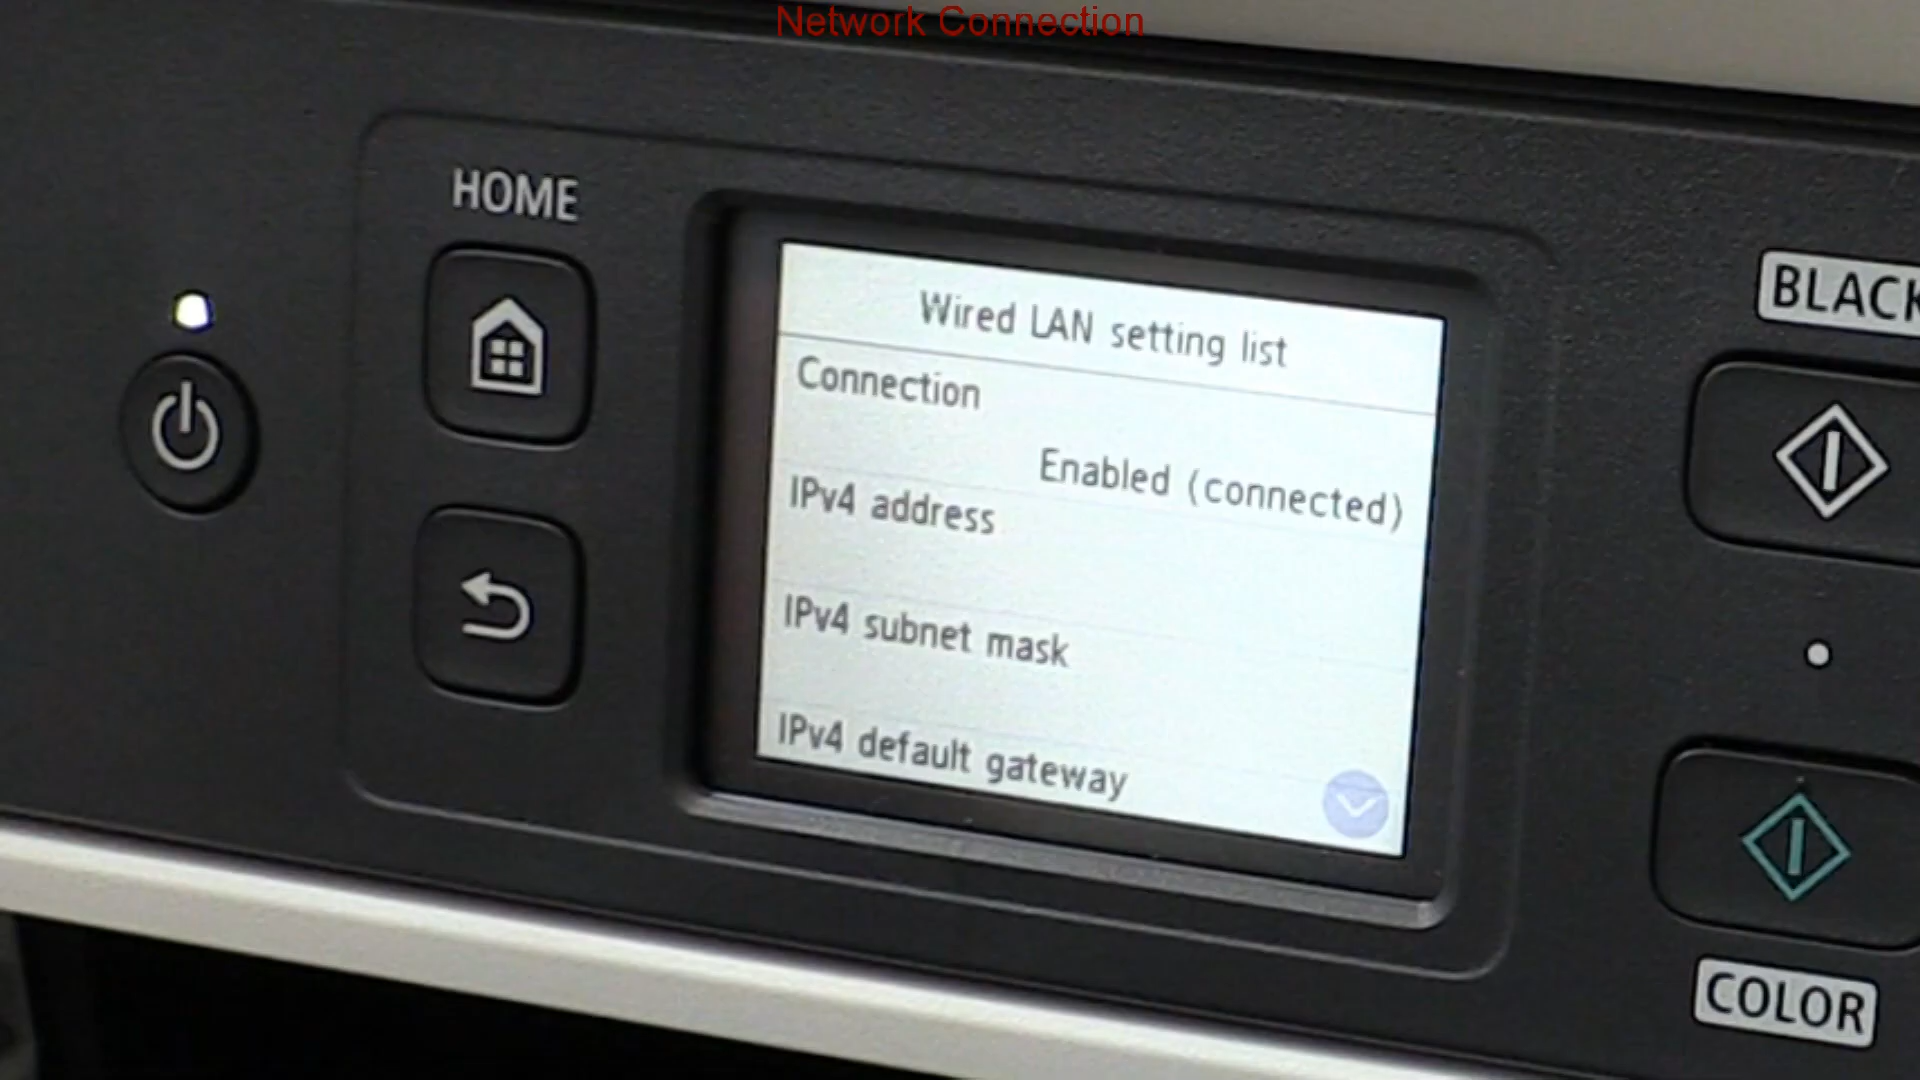 Network Connection
HOME
BLACK
Wired LAN setting list
Connection
Enabled (connected)
IPv4 address
IPv4 subnet mask
IPv4 default gateway
COLOR